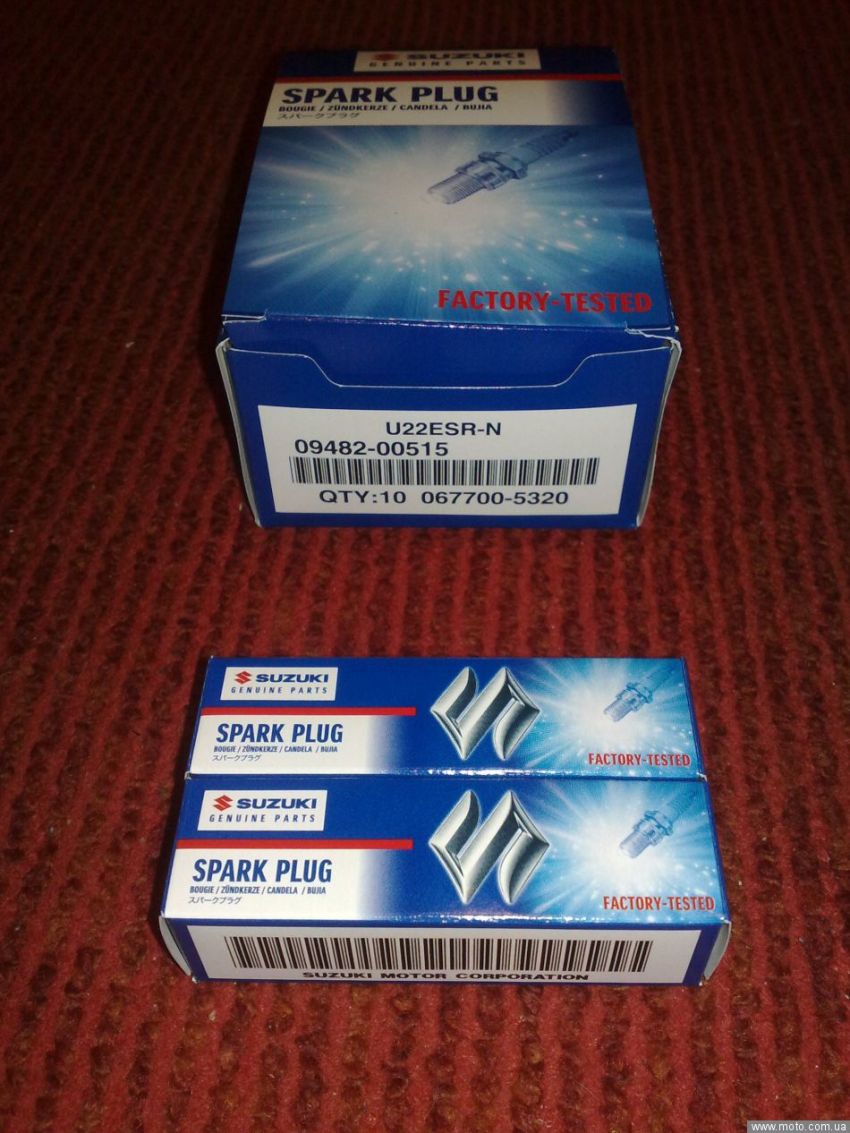 SUZUKI
GENUINE PARTS
SPARK PLUG
BOUGIE / ZÜNDKERZE / CANDELA / BUJIA
スパークプラグ
FACTORY-TESTED
U22ESR-N
09482-00515
QTY:10 067700-5320
SUZUKI
GENUINE PARTS
SPARK PLUG
BOUGIE / ZÜNDKERZE / CANDELA / BUJIA
スパークプラグ
FACTORY-TESTED
SUZUKI
GENUINE PARTS
SPARK PLUG
BOUGIE / ZÜNDKERZE / CANDELA / BUJIA
スパークプラグ
FACTORY-TESTED
SUZUKI MOTOR CORPORATION
www.moto.com.ua